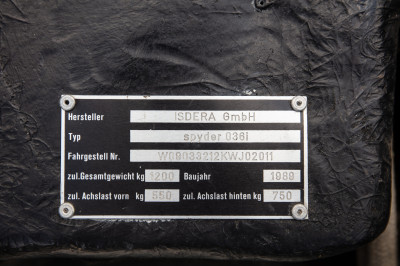 Hersteller ISDERA GmbH
Typ spyder 036i
Fahrgestell Nr. W09033212KWJ02011
zul.Gesamtgewicht kg 1200 Baujahr 1989
zul. Achslast vorn kg 550 zul. Achslast hinten kg 750